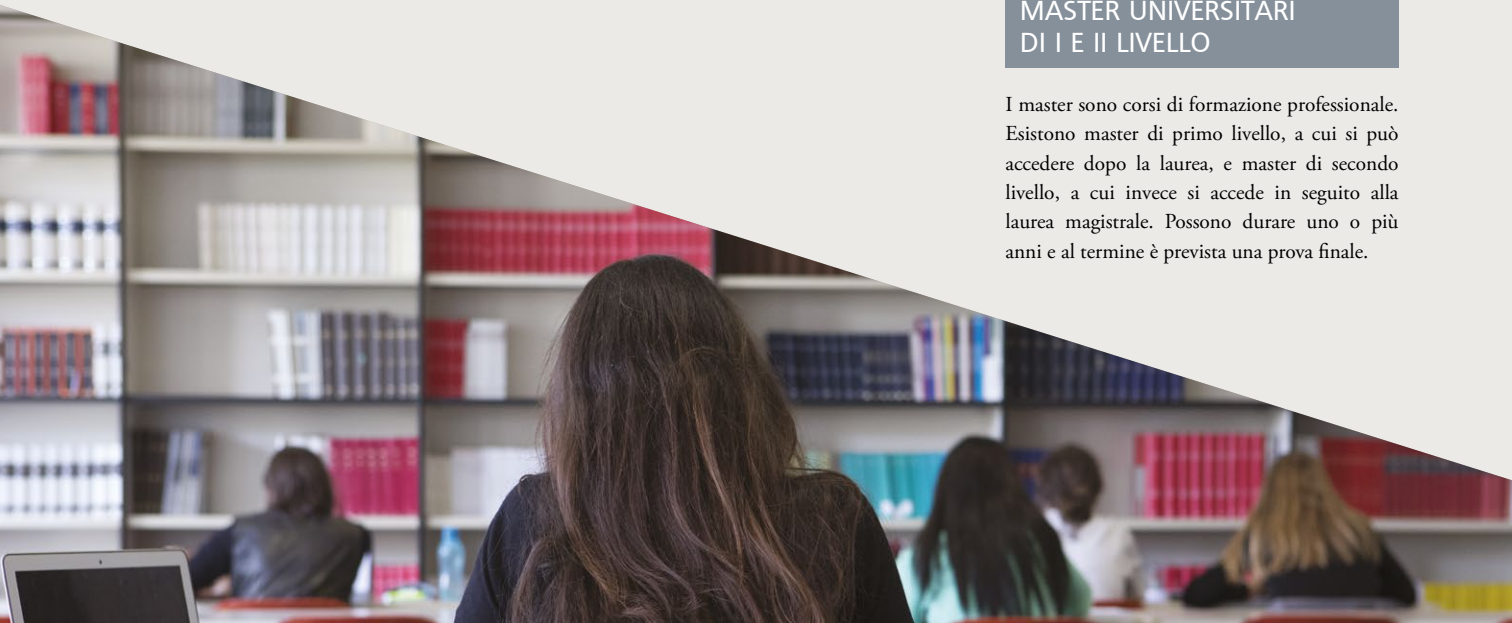 MASTER UNIVERSITARI
DI I E II LIVELLO
I master sono corsi di formazione professionale.
Esistono master di primo livello, a cui si può
accedere dopo la laurea, e master di secondo
livello, a cui invece si accede in seguito alla
laurea magistrale. Possono durare uno o più
anni e al termine è prevista una prova finale.